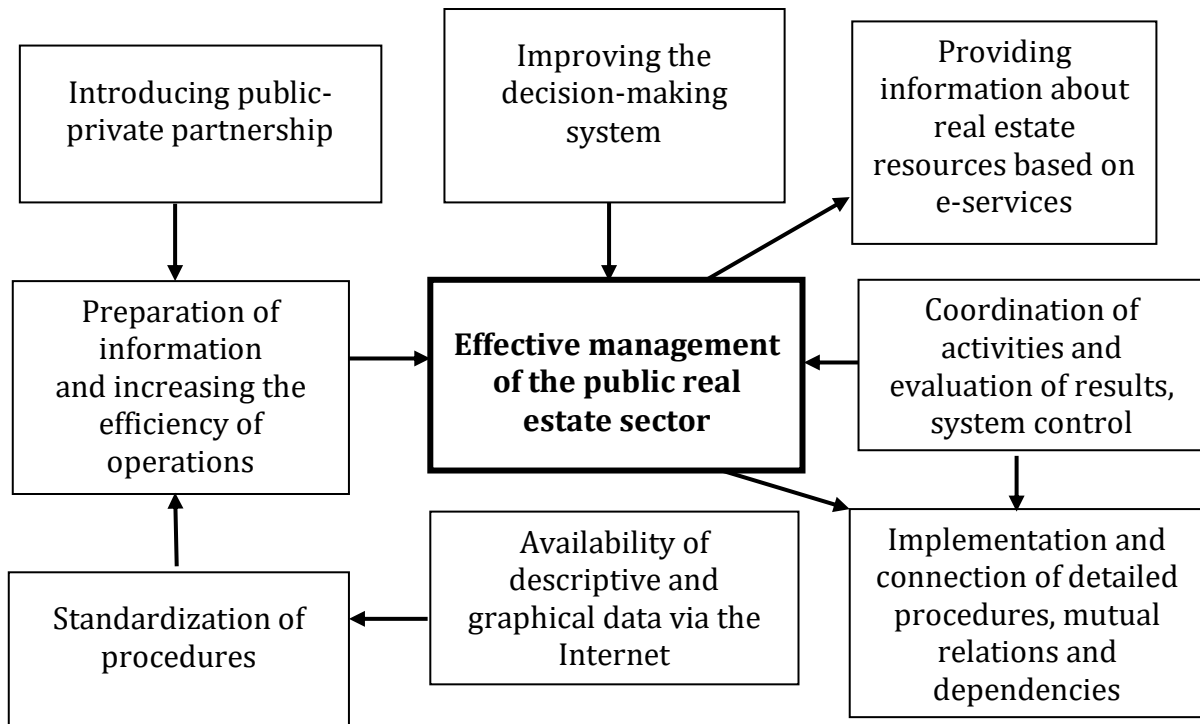 Introducing public-
private partnership
Improving the
decision-making
system
Providing
information about
real estate
resources based on
e-services
Preparation of
information
and increasing the
efficiency of
operations
Effective management
of the public real
estate sector
Coordination of
activities and
evaluation of results,
system control
Standardization of
procedures
Availability of
descriptive and
graphical data via the
Internet
Implementation and
connection of detailed
procedures, mutual
relations and
dependencies